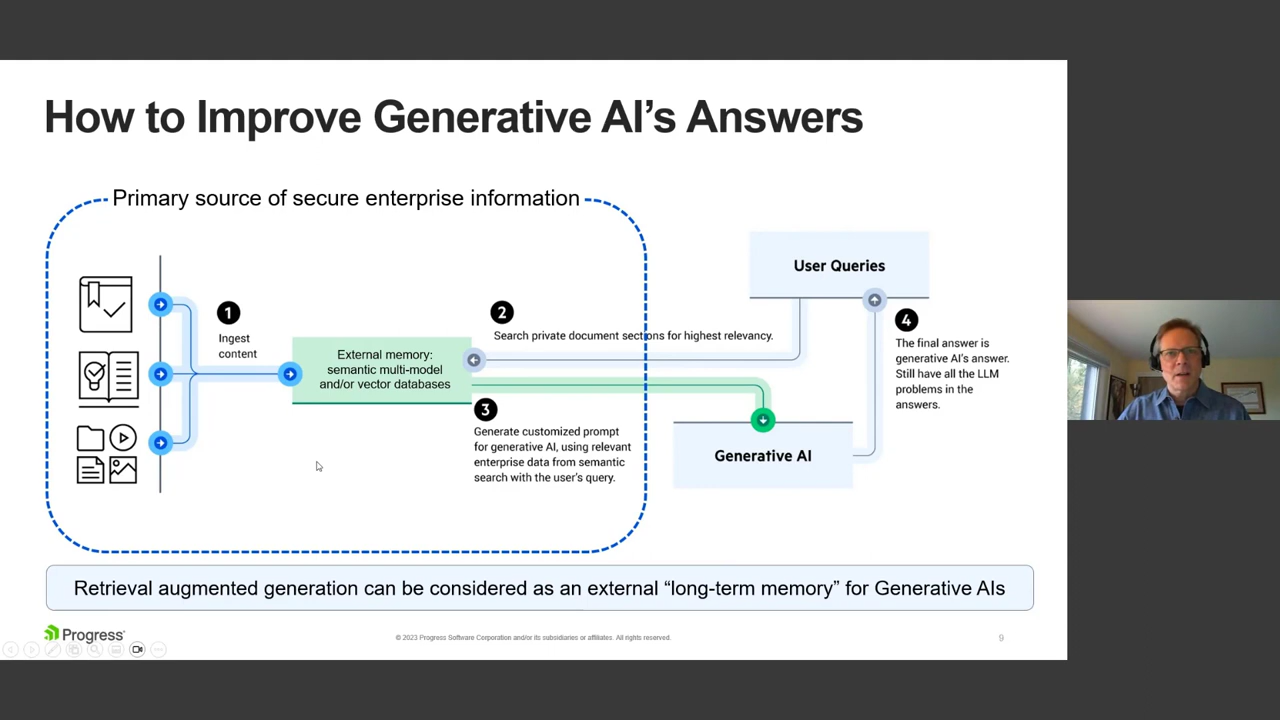 How to Improve Generative AI's Answers
Primary source of secure enterprise information
1
Ingest
content
External memory:
semantic multi-model
and/or vector databases
2
Search private document sections for highest relevancy.
3
Generate customized prompt
for generative AI, using relevant
enterprise data from semantic
search with the user's query.
User Queries
Generative AI
4
The final answer is
generative AI's answer.
Still have all the LLM
problems in the
answers.
Retrieval augmented generation can be considered as an external “long-term memory” for Generative AIs
Progress
© 2023 Progress Software Corporation and/or its subsidiaries or affiliates. All rights reserved.
9